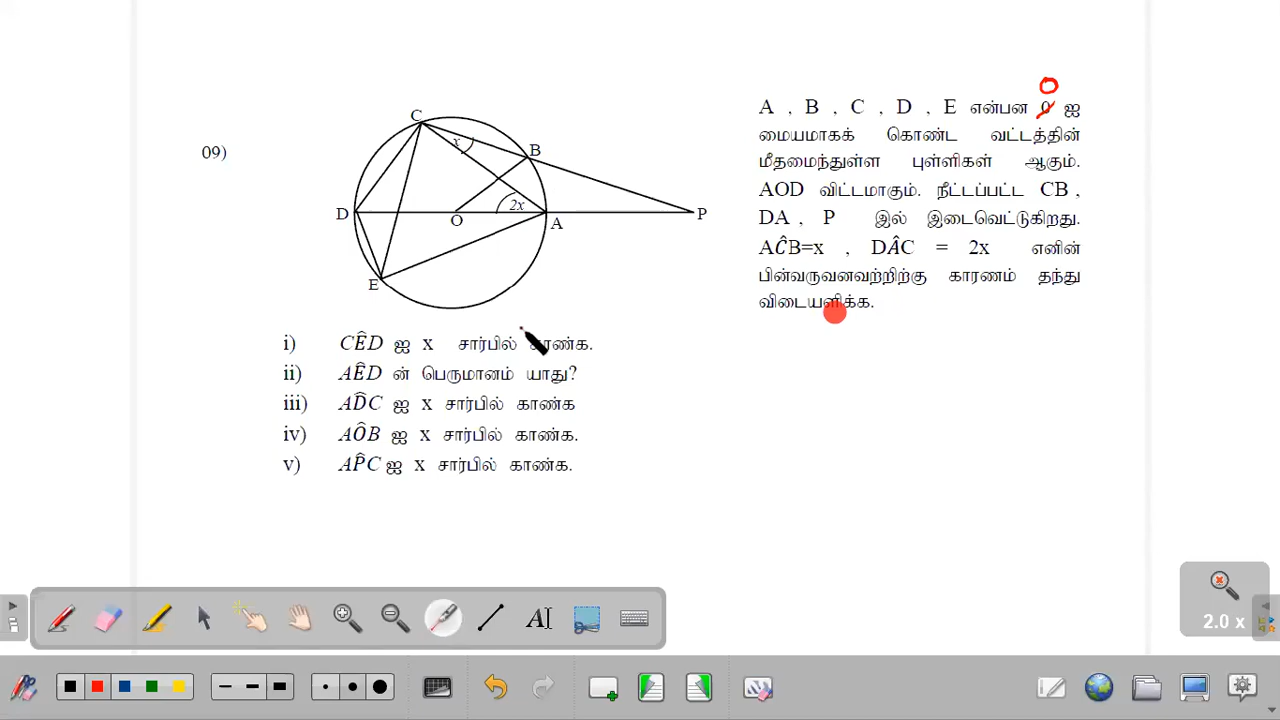 09)
C
B
x
2x
D
O
A
P
E
A , B , C , D , E என்பன 0 ஐ
O
மையமாகக் கொண்ட வட்டத்தின்
மீதமைந்துள்ள புள்ளிகள் ஆகும்.
AOD விட்டமாகும். நீட்டப்பட்ட CB ,
DA , P இல் இடைவெட்டுகிறது.
AĈB=x , DÂC = 2x எனின்
பின்வருவனவற்றிற்கு காரணம் தந்து
விடையளிக்க.
i) CÊD ஐ x சார்பில் காண்க.
ii) AÊD ன் பெருமானம் யாது?
iii) AD̂C ஐ x சார்பில் காண்க
iv) AÔB ஐ x சார்பில் காண்க.
v) AP̂C ஐ x சார்பில் காண்க.
2.0 x